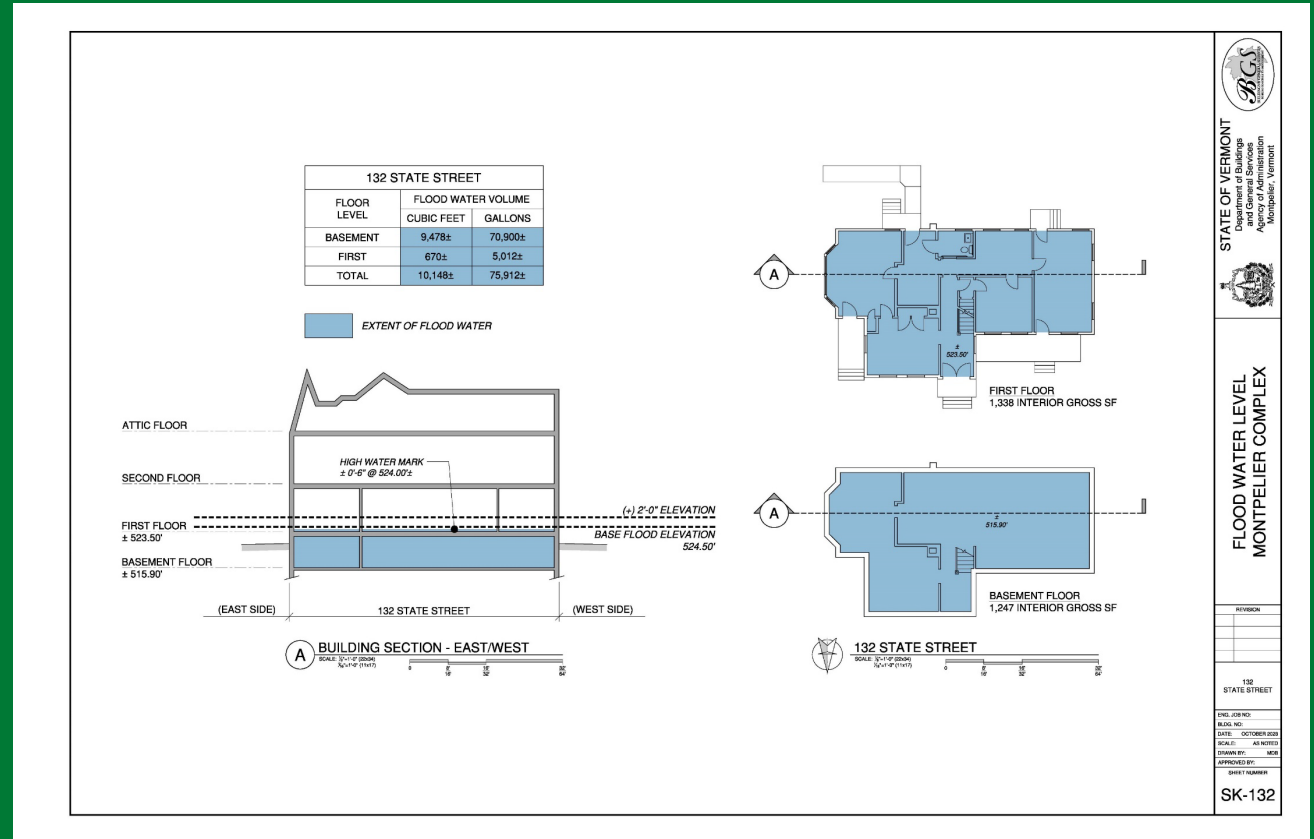 132 STATE STREET
FLOOR LEVEL
FLOOD WATER VOLUME
CUBIC FEET GALLONS
BASEMENT 9,478± 70,900±
FIRST 670± 5,012±
TOTAL 10,148± 75,912±
EXTENT OF FLOOD WATER
ATTIC FLOOR
SECOND FLOOR
FIRST FLOOR
± 523.50'
BASEMENT FLOOR
± 515.90'
HIGH WATER MARK
± 0'-6" @ 524.00'±
(+) 2'-0" ELEVATION
BASE FLOOD ELEVATION
524.50'
(EAST SIDE)
132 STATE STREET
(WEST SIDE)
A
BUILDING SECTION - EAST/WEST
A
±
523.50'
FIRST FLOOR
1,338 INTERIOR GROSS SF
A
±
515.90'
BASEMENT FLOOR
1,247 INTERIOR GROSS SF
132 STATE STREET
BGS
STATE OF VERMONT
Department of Buildings
and General Services
Agency of Administration
Montpelier, Vermont
FLOOD WATER LEVEL
MONTPELIER COMPLEX
REVISION
132
STATE STREET
ENG. JOB NO:
BLDG. NO:
DATE: OCTOBER 2023
SCALE: AS NOTED
DRAWN BY: MDB
APPROVED BY:
SHEET NUMBER
SK-132